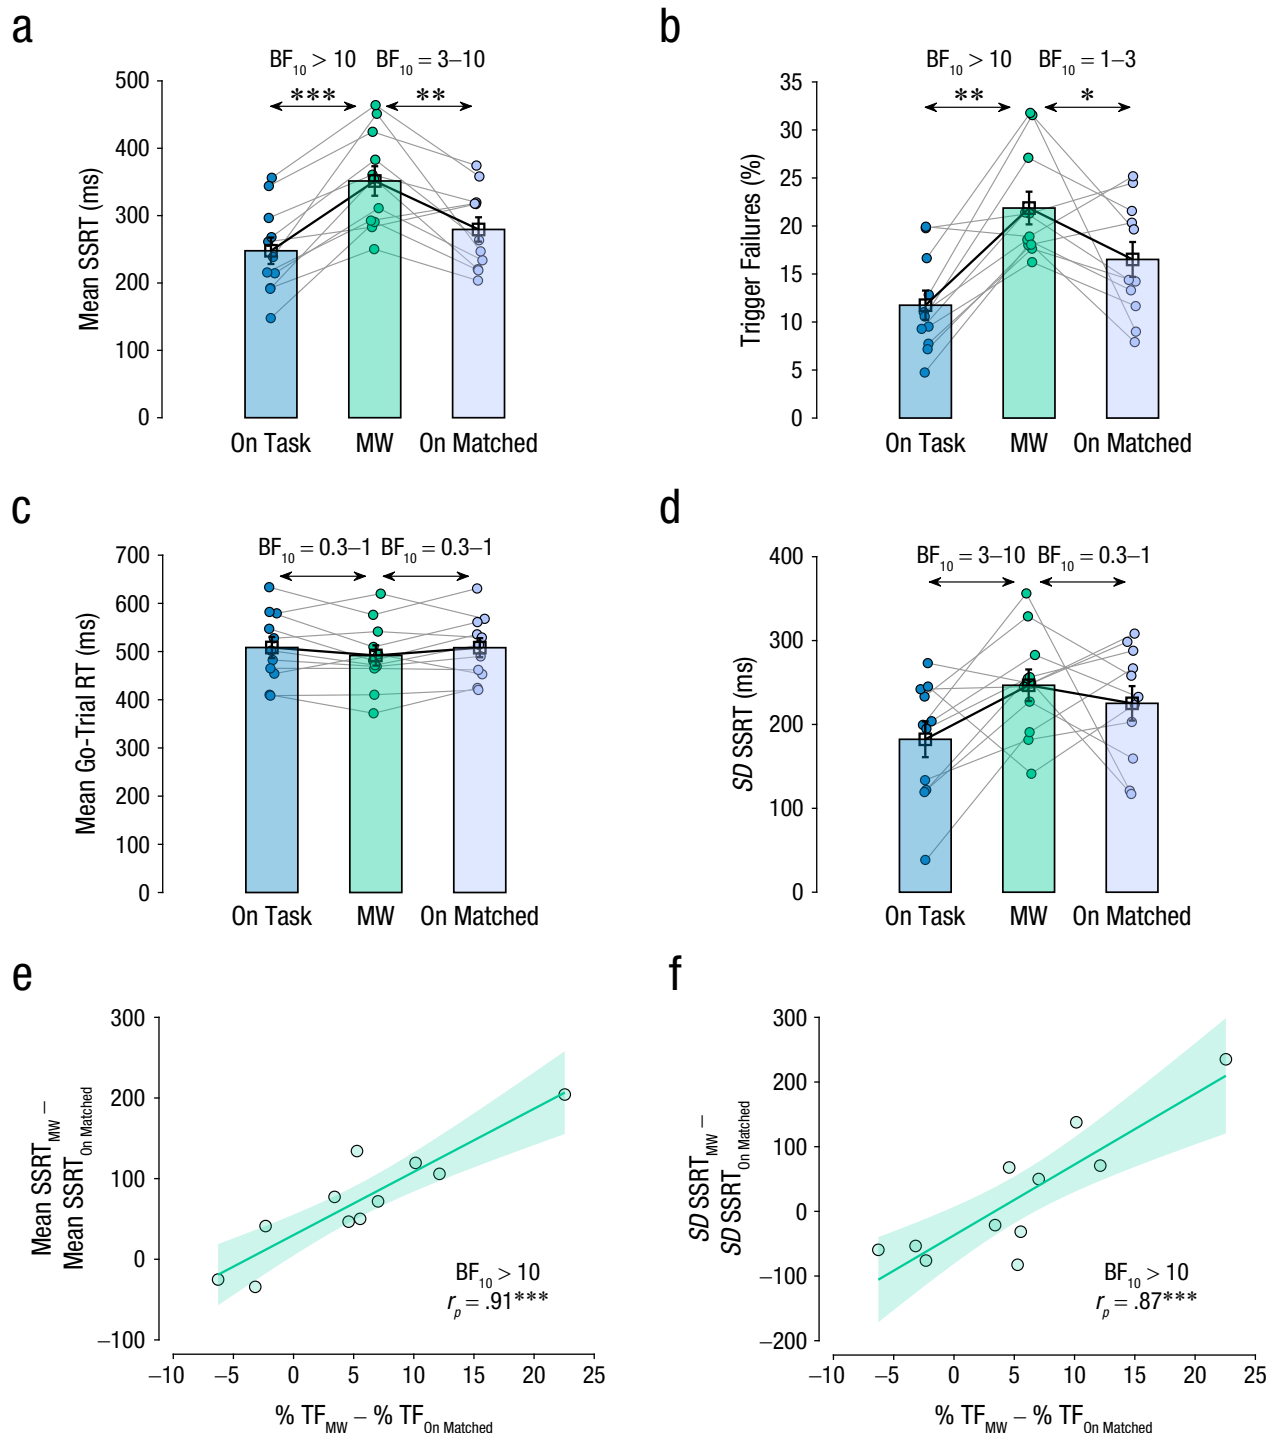 a
BF10 > 10 BF10 = 3–10
*** **
500
400
300
200
100
0
Mean SSRT (ms)
On Task MW On Matched
b
BF10 > 10 BF10 = 1–3
** *
35
30
25
20
15
10
5
0
Trigger Failures (%)
On Task MW On Matched
c
BF10 = 0.3–1 BF10 = 0.3–1
700
600
500
400
300
200
100
0
Mean Go-Trial RT (ms)
On Task MW On Matched
d
BF10 = 3–10 BF10 = 0.3–1
400
300
200
100
0
SD SSRT (ms)
On Task MW On Matched
e
300
200
100
0
–100
Mean SSRTMW –
Mean SSRTOn Matched
BF10 > 10
rp = .91***
–10 –5 0 5 10 15 20 25
% TFMW – % TFOn Matched
f
300
200
100
0
–100
–200
SD SSRTMW –
SD SSRTOn Matched
BF10 > 10
rp = .87***
–10 –5 0 5 10 15 20 25
% TFMW – % TFOn Matched